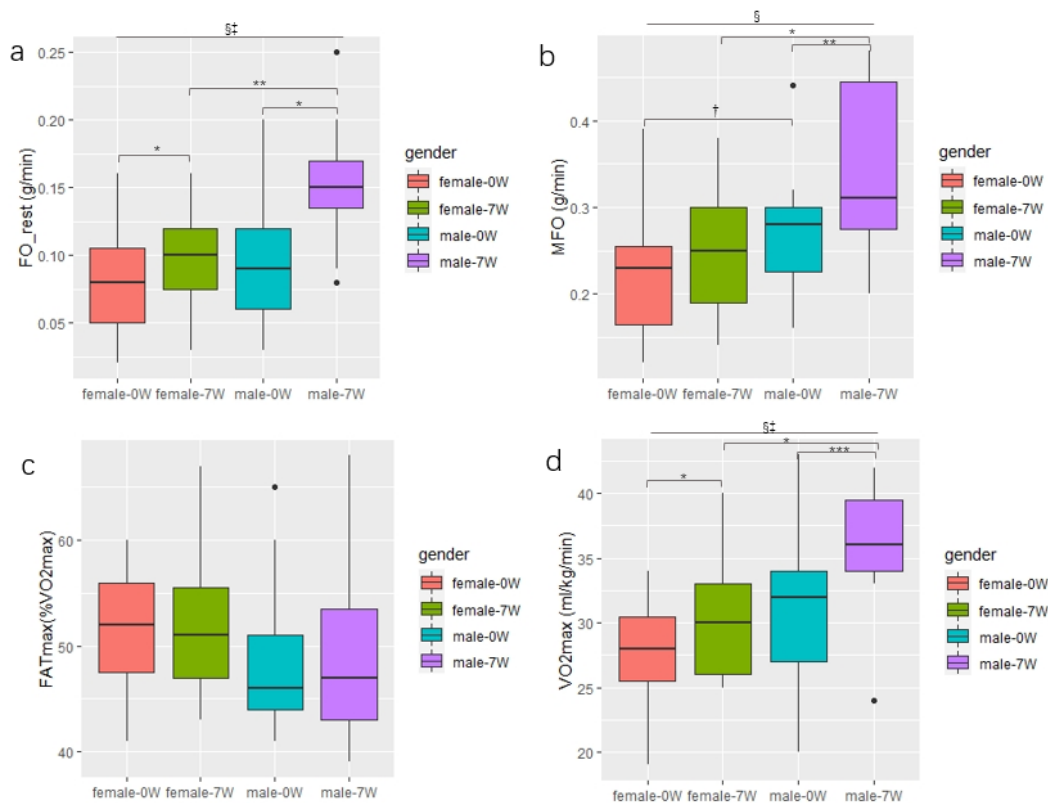 a
§‡
**
*
*
0.25
0.20
0.15
0.10
0.05
FO_rest (g/min)
female-0W female-7W male-0W male-7W
gender
female-0W
female-7W
male-0W
male-7W
b
§
*
**
†
0.4
0.3
0.2
MFO (g/min)
female-0W female-7W male-0W male-7W
gender
female-0W
female-7W
male-0W
male-7W
c
60
50
40
FATmax(%VO2max)
female-0W female-7W male-0W male-7W
gender
female-0W
female-7W
male-0W
male-7W
d
§‡
*
***
*
40
35
30
25
20
VO2max (ml/kg/min)
female-0W female-7W male-0W male-7W
gender
female-0W
female-7W
male-0W
male-7W